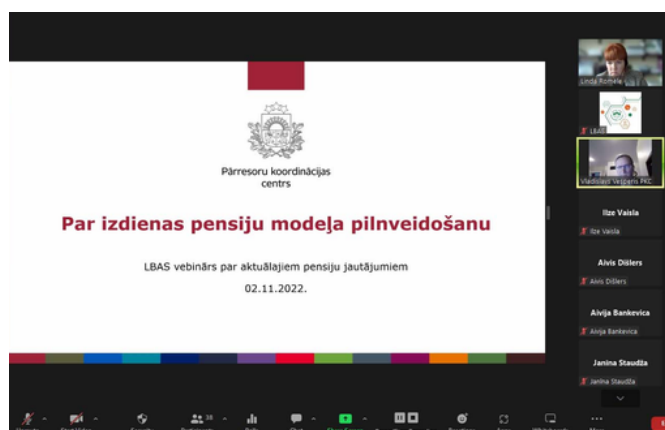 Pārresoru koordinācijas
centrs
Par izdienas pensiju modeļa pilnveidošanu
LBAS vebinārs par aktuālajiem pensiju jautājumiem
02.11.2022.
Linda Romele
LBAS
Vladislavs Vesperis PKC
Ilze Vaisla
Ilze Vaisla
Aivis Dišlers
Aivis Dišlers
Aivija Bankevica
Aivija Bankevica
Janina Staudža
Janina Staudža